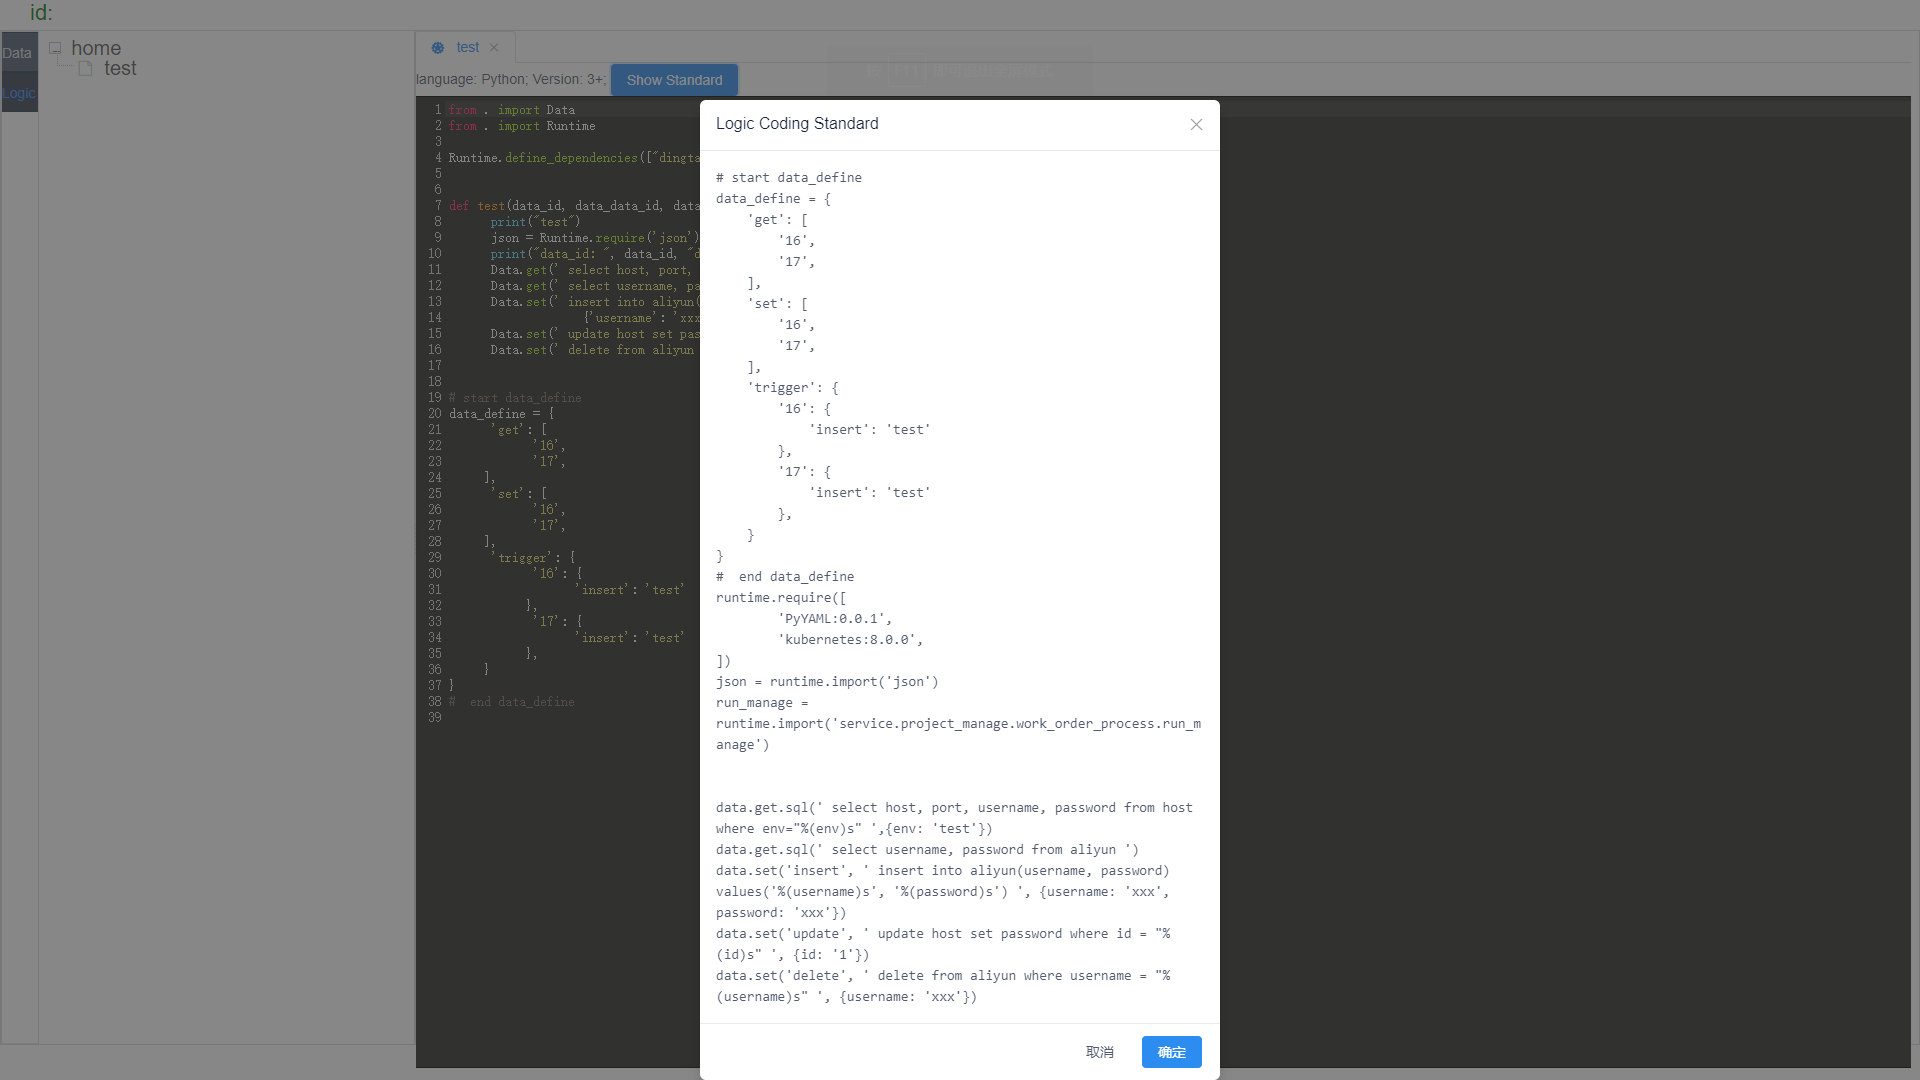 id:
Data
Logic
home
test
test
language: Python; Version: 3+;
Show Standard
1 from . import Data
2 from . import Runtime
3
4 Runtime.define_dependencies(["dingta
5
6
7 def test(data_id, data_data_id, data
8 print("test")
9 json = Runtime.require('json')
10 print("data_id: ", data_id, "d
11 Data.get(' select host, port,
12 Data.get(' select username, pa
13 Data.set(' insert into aliyun(
14 {'username': 'xxx
15 Data.set(' update host set pas
16 Data.set(' delete from aliyun
17
18
19 # start data_define
20 data_define = {
21 'get': [
22 '16',
23 '17',
24 ],
25 'set': [
26 '16',
27 '17',
28 ],
29 'trigger': {
30 '16': {
31 'insert': 'test'
32 },
33 '17': {
34 'insert': 'test'
35 },
36 }
37 }
38 #  end data_define
39
Logic Coding Standard
# start data_define
data_define = {
'get': [
'16',
'17',
],
'set': [
'16',
'17',
],
'trigger': {
'16': {
'insert': 'test'
},
'17': {
'insert': 'test'
},
}
}
#  end data_define
runtime.require([
'PyYAML:0.0.1',
'kubernetes:8.0.0',
])
json = runtime.import('json')
run_manage =
runtime.import('service.project_manage.work_order_process.run_m
anage')
data.get.sql(' select host, port, username, password from host
where env="%(env)s" ',{env: 'test'})
data.get.sql(' select username, password from aliyun ')
data.set('insert', ' insert into aliyun(username, password)
values('%(username)s', '%(password)s') ', {username: 'xxx',
password: 'xxx'})
data.set('update', ' update host set password where id = "%
(id)s" ', {id: '1'})
data.set('delete', ' delete from aliyun where username = "%
(username)s" ', {username: 'xxx'})
取消
确定